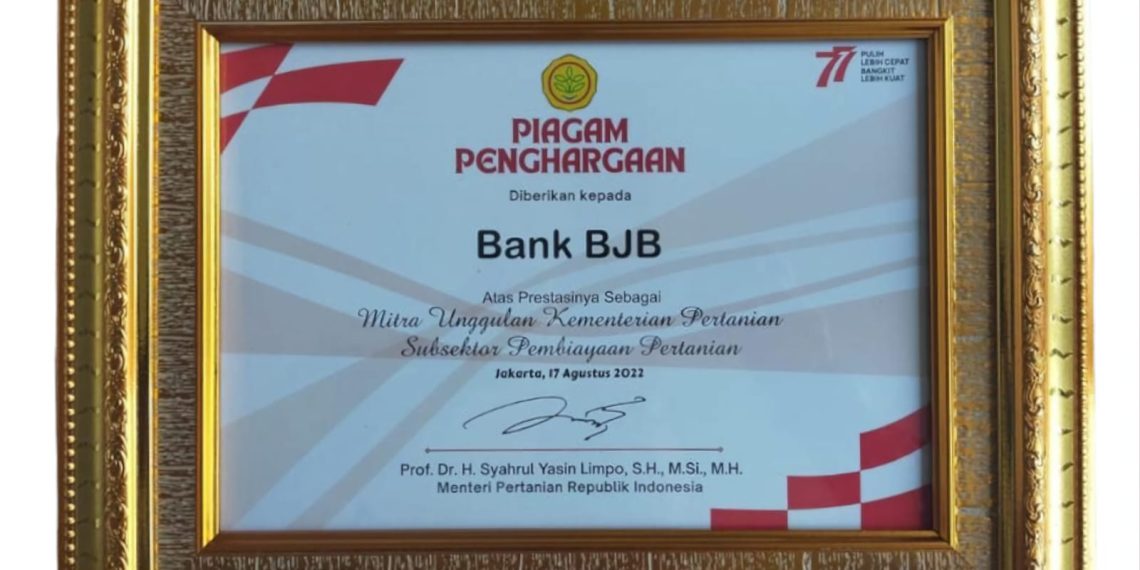 77 PULIH
LEBIH CEPAT
BANGKIT
LEBIH KUAT
PIAGAM
PENGHARGAAN
Diberikan kepada
Bank BJB
Atas Prestasinya Sebagai
Mitra Unggulan Kementerian Pertanian
Subsektor Pembiayaan Pertanian
Jakarta, 17 Agustus 2022
Prof. Dr. H. Syahrul Yasin Limpo, S.H., M.Si., M.H.
Menteri Pertanian Republik Indonesia